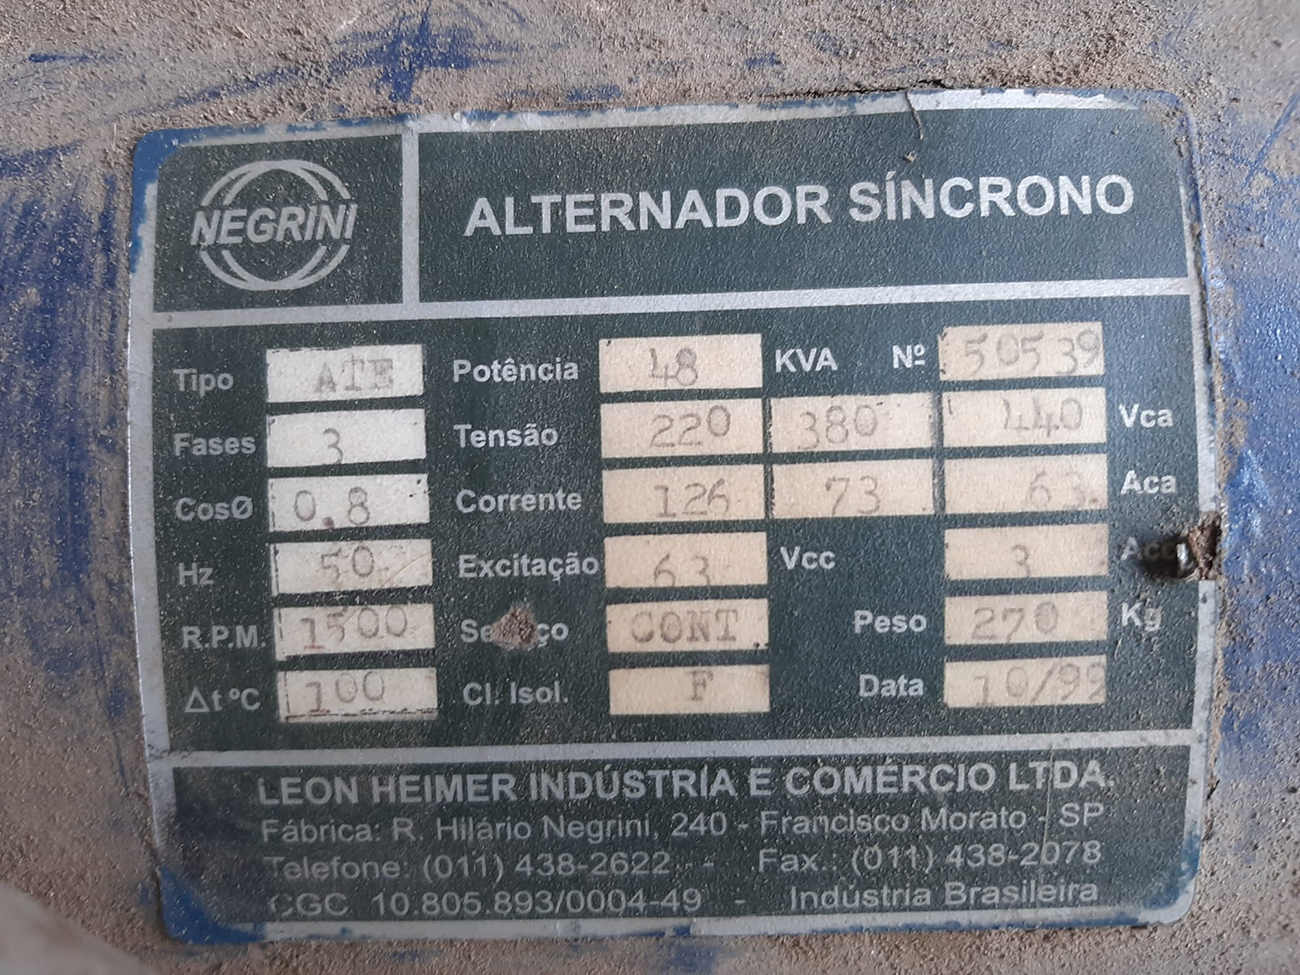 NEGRINI
ALTERNADOR SÍNCRONO
Tipo ATE Potência 48 KVA Nº 50539
Fases 3 Tensão 220 380 440 Vca
CosØ 0,8 Corrente 126 73 63 Aca
Hz 50 Excitação 63 Vcc 3
R.P.M. 1500 CONT Peso 270 Kg
Δt ºC 100 Cl. Isol. F Data 10/99
LEON HEIMER INDÚSTRIA E COMÉRCIO LTDA.
Fábrica: R. Hilário Negrini, 240 - Francisco Morato - SP
Telefone: (011) 438-2622 - Fax.: (011) 438-2078
CGC 10.805.893/0004-49 - Indústria Brasileira